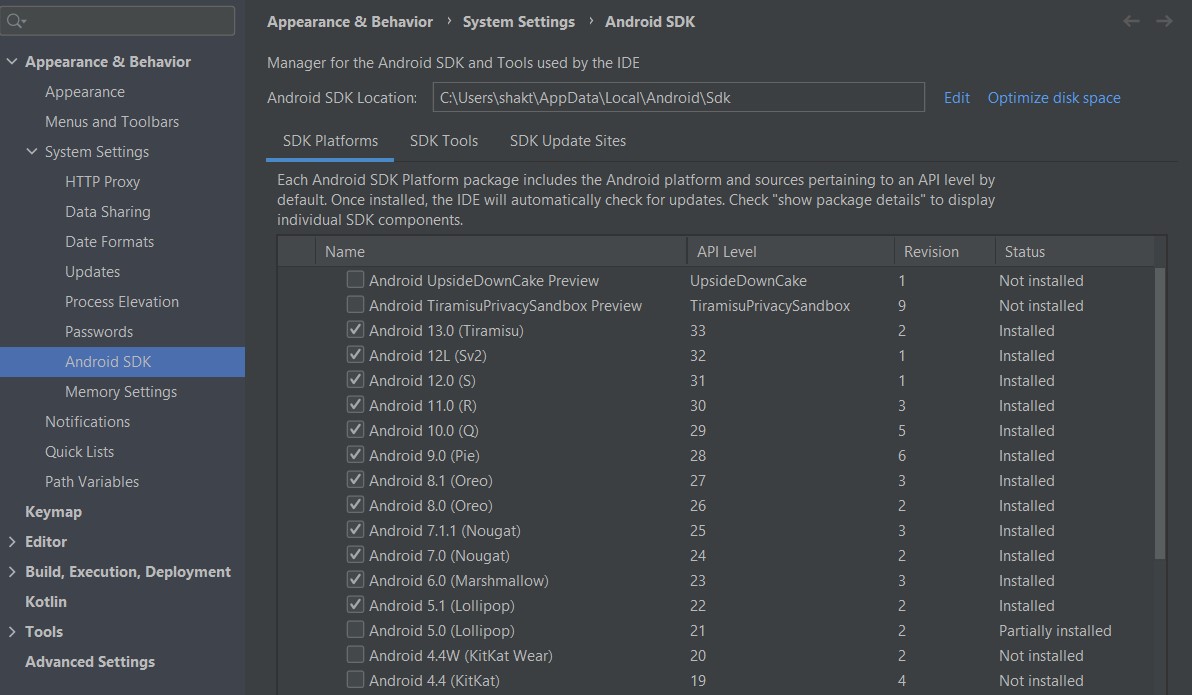 Appearance & Behavior › System Settings › Android SDK
Appearance & Behavior
Appearance
Menus and Toolbars
System Settings
HTTP Proxy
Data Sharing
Date Formats
Updates
Process Elevation
Passwords
Android SDK
Memory Settings
Notifications
Quick Lists
Path Variables
Keymap
Editor
Build, Execution, Deployment
Kotlin
Tools
Advanced Settings
Manager for the Android SDK and Tools used by the IDE
Android SDK Location: C:\Users\shakt\AppData\Local\Android\Sdk Edit Optimize disk space
SDK Platforms SDK Tools SDK Update Sites
Each Android SDK Platform package includes the Android platform and sources pertaining to an API level by
default. Once installed, the IDE will automatically check for updates. Check "show package details" to display
individual SDK components.
Name API Level Revision Status
Android UpsideDownCake Preview UpsideDownCake 1 Not installed
Android TiramisuPrivacySandbox Preview TiramisuPrivacySandbox 9 Not installed
Android 13.0 (Tiramisu) 33 2 Installed
Android 12L (Sv2) 32 1 Installed
Android 12.0 (S) 31 1 Installed
Android 11.0 (R) 30 3 Installed
Android 10.0 (Q) 29 5 Installed
Android 9.0 (Pie) 28 6 Installed
Android 8.1 (Oreo) 27 3 Installed
Android 8.0 (Oreo) 26 2 Installed
Android 7.1.1 (Nougat) 25 3 Installed
Android 7.0 (Nougat) 24 2 Installed
Android 6.0 (Marshmallow) 23 3 Installed
Android 5.1 (Lollipop) 22 2 Installed
Android 5.0 (Lollipop) 21 2 Partially installed
Android 4.4W (KitKat Wear) 20 2 Not installed
Android 4.4 (KitKat) 19 4 Not installed